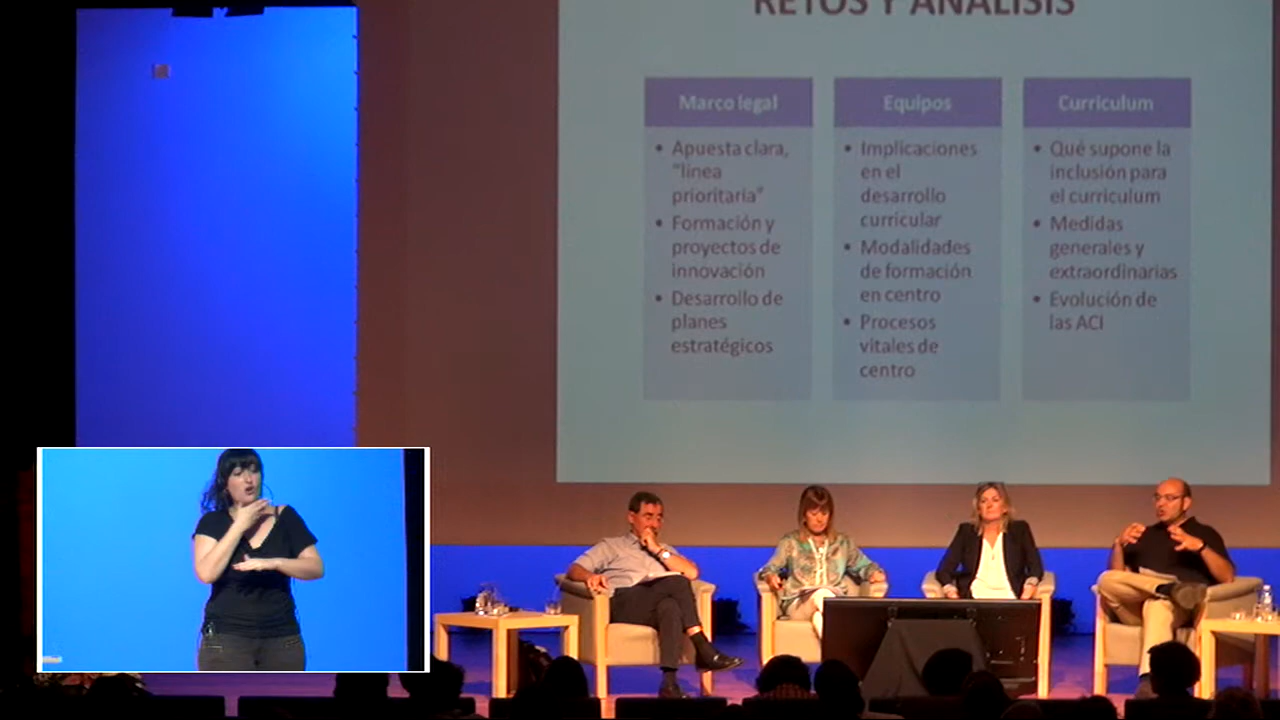 RETOS Y ANÁLISIS
Marco legal
• Apuesta clara,
"línea
prioritaria"
• Formación y
proyectos de
innovación
• Desarrollo de
planes
estratégicos
Equipos
• Implicaciones
en el
desarrollo
curricular
• Modalidades
de formación
en centro
• Procesos
vitales de
centro
Curriculum
• Qué supone la
inclusión para
el curriculum
• Medidas
generales y
extraordinarias
• Evolución de
las ACI